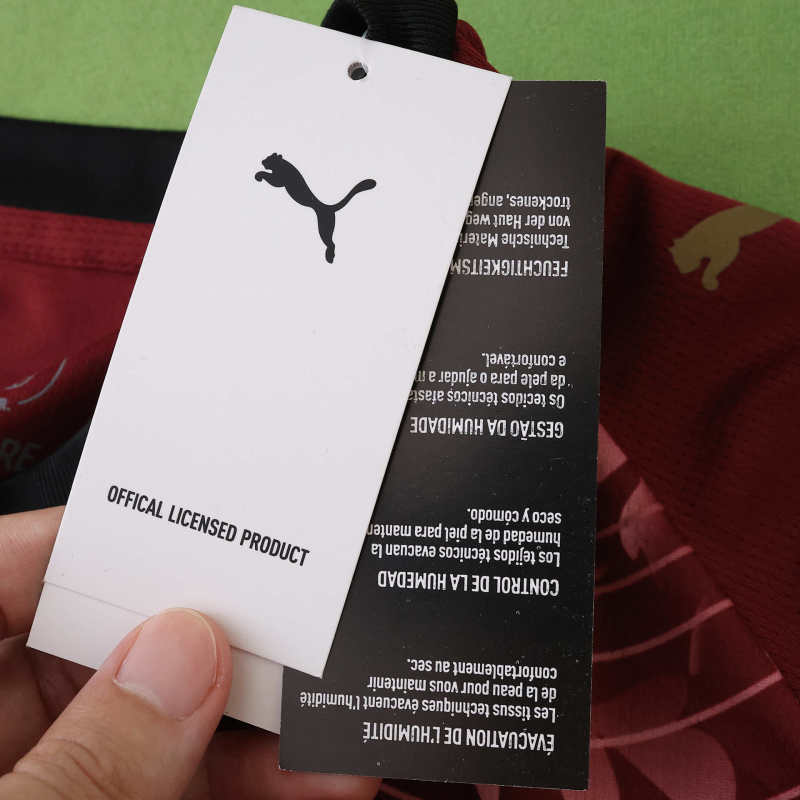 OFFICAL LICENSED PRODUCT
ÉVACUATION DE L'HUMIDITÉ
Les tissus techniques évacuent l'humidité
de la peau pour vous maintenir
confortablement au sec.
CONTROL DE LA HUMEDAD
Los tejidos técnicos evacuan la
humedad de la piel para manten
seco y cómodo.
GESTÃO DA HUMIDADE
Os tecidos técnicos afasta
da pele para o ajudar a m
e confortável.
FEUCHTIGKEITSM
Technische Materi
von der Haut weg
trockenes, ange
RE